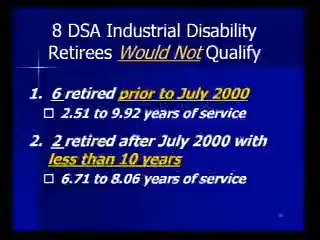 8 DSA Industrial Disability
Retirees Would Not Qualify
1. 6 retired prior to July 2000
2.51 to 9.92 years of service
2. 2 retired after July 2000 with
less than 10 years
6.71 to 8.06 years of service